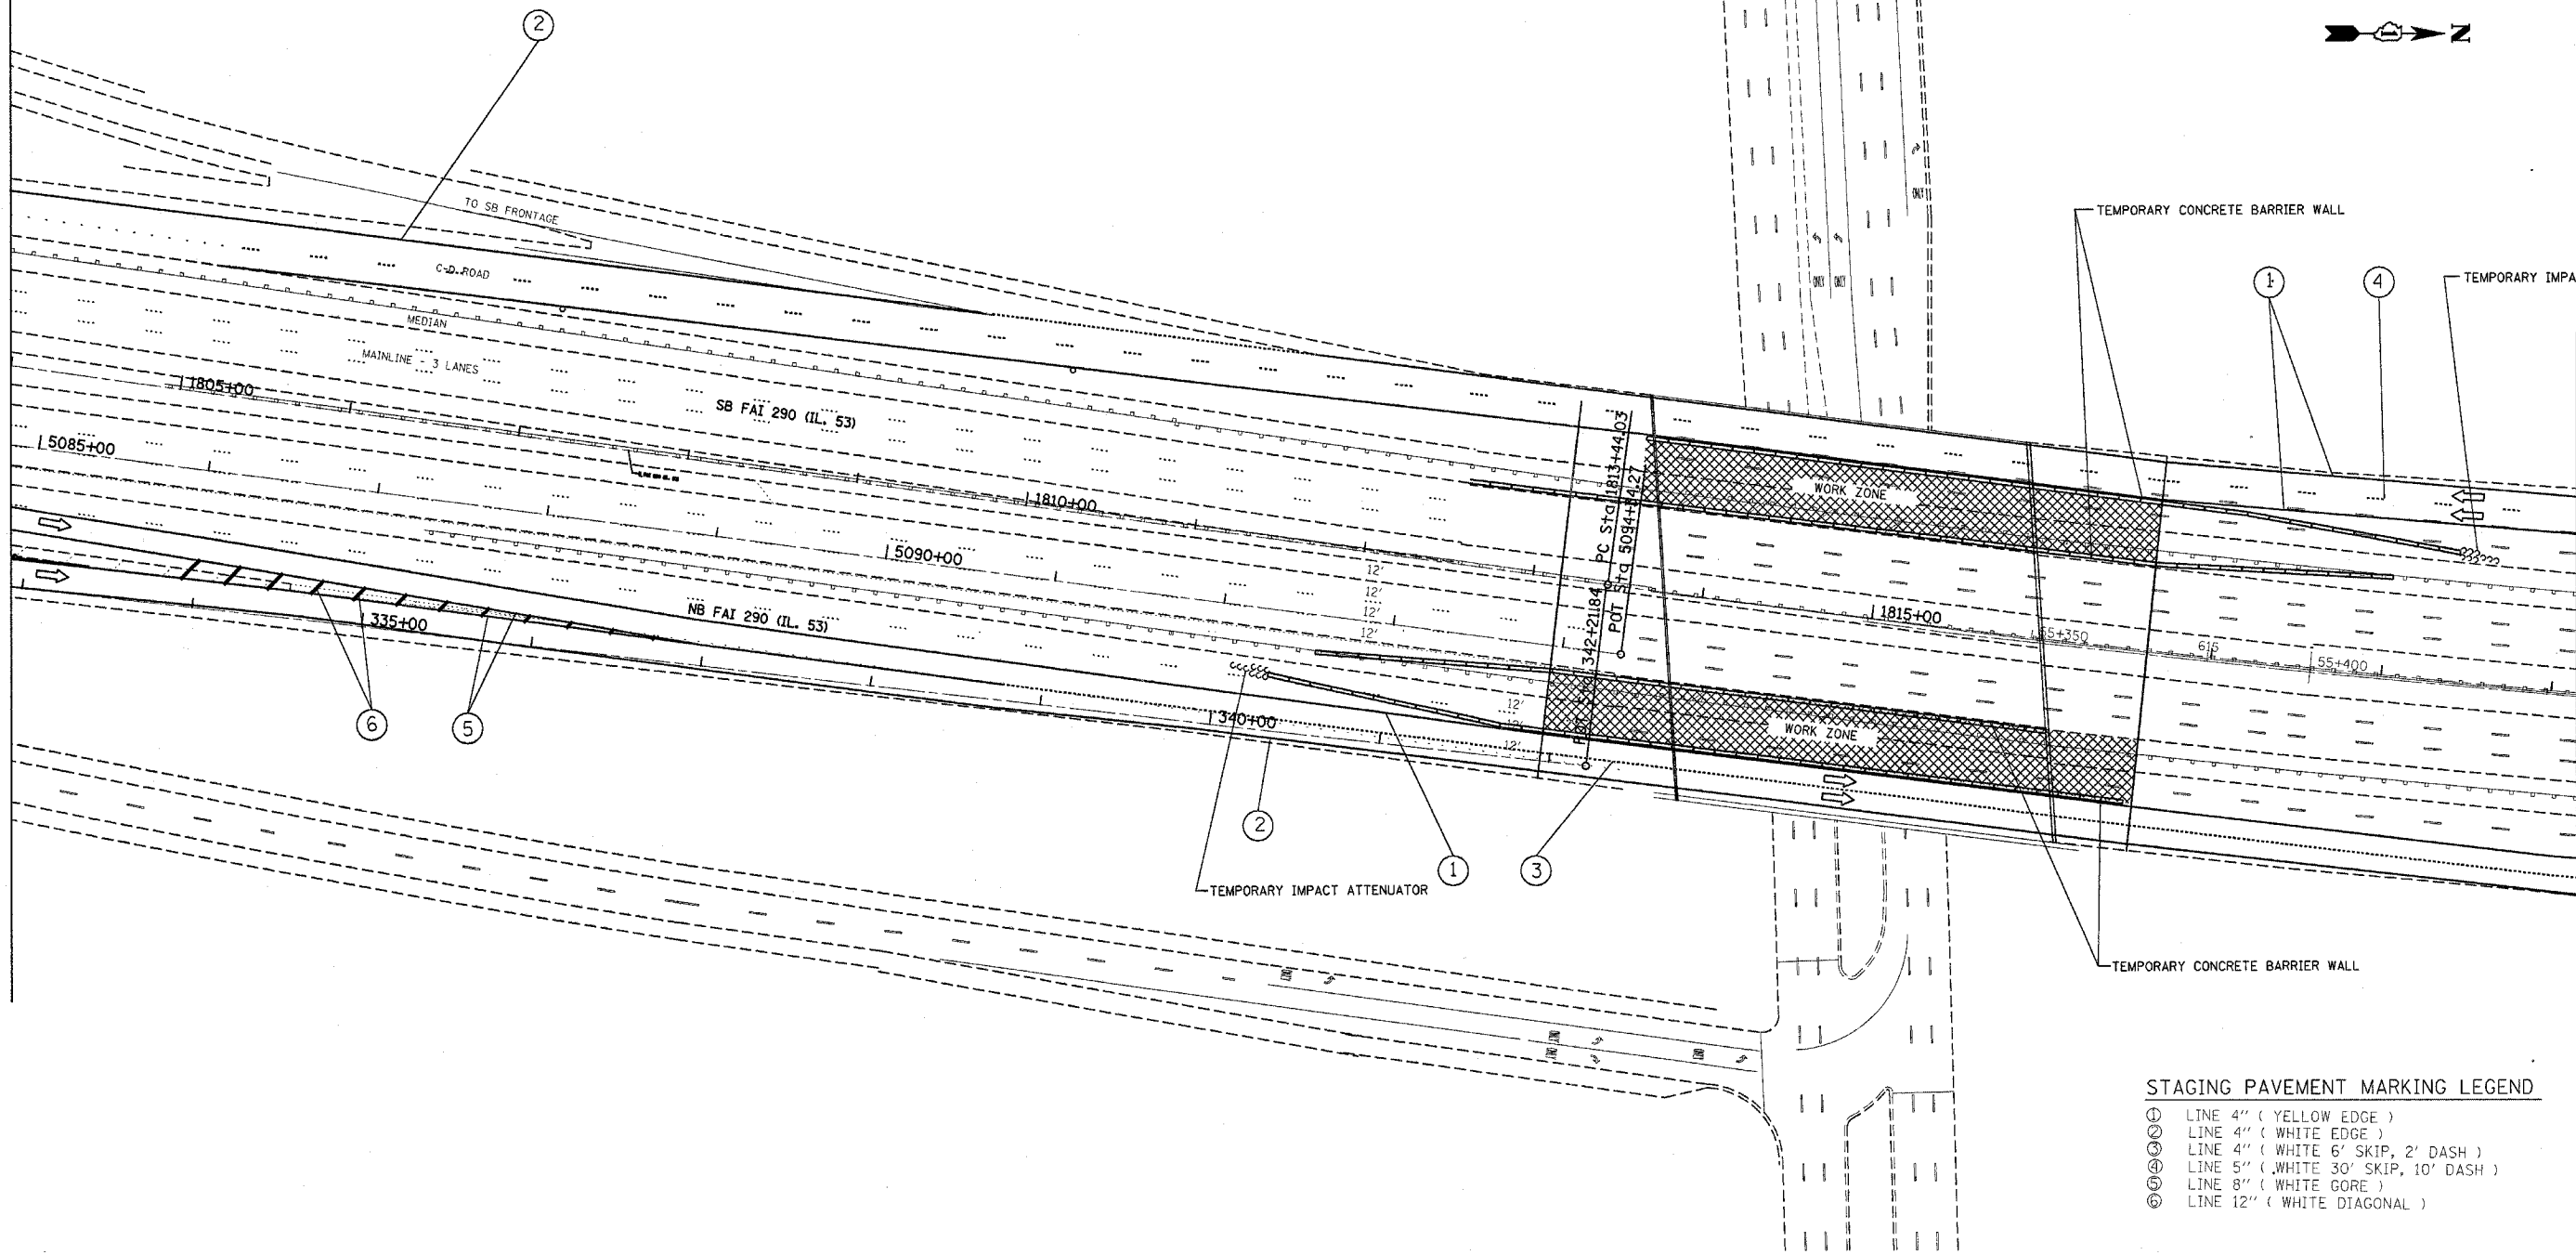 2
N
TO SB FRONTAGE
TEMPORARY CONCRETE BARRIER WALL
1
4
TEMPORARY IMPA
C-D ROAD
MEDIAN
MAINLINE - 3 LANES
1805+00
SB FAI 290 (IL. 53)
5085+00
1810+00
5090+00
PC Sta 1813+44.03
POT Sta 5094+
342+21.84
ONLY
ONLY
ONLY
WORK ZONE
12'
12'
12'
12'
12'
12'
12'
1815+00
55+350
615
55+400
335+00
NB FAI 290 (IL. 53)
340+00
WORK ZONE
6
5
2
1
3
TEMPORARY IMPACT ATTENUATOR
TEMPORARY CONCRETE BARRIER WALL
STAGING PAVEMENT MARKING LEGEND
1 LINE 4" ( YELLOW EDGE )
2 LINE 4" ( WHITE EDGE )
3 LINE 4" ( WHITE 6' SKIP, 2' DASH )
4 LINE 5" ( WHITE 30' SKIP, 10' DASH )
5 LINE 8" ( WHITE GORE )
6 LINE 12" ( WHITE DIAGONAL )